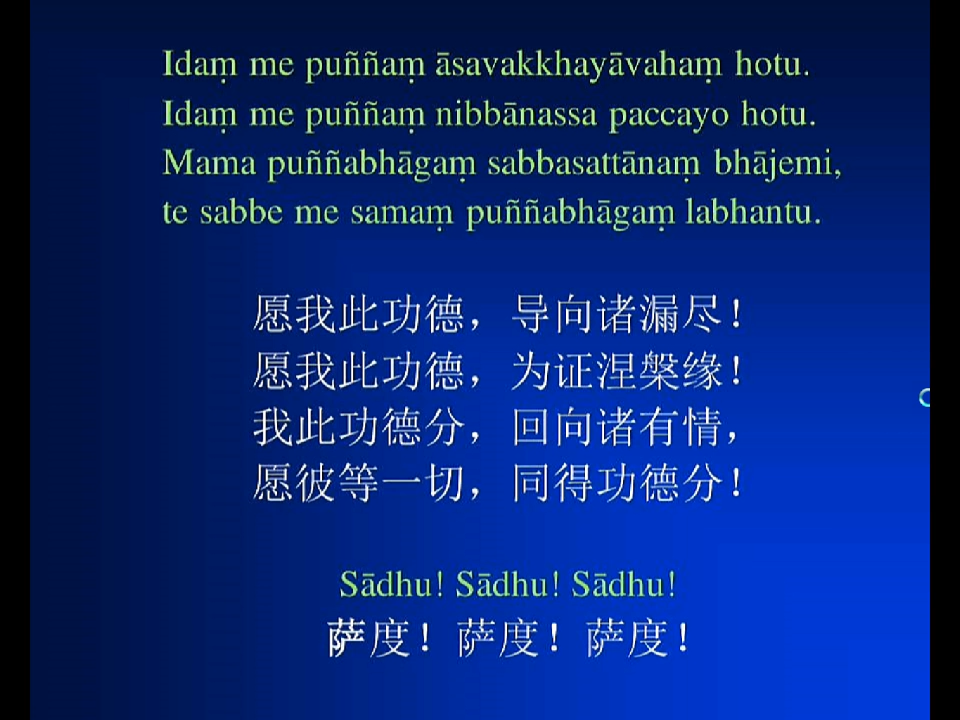 Idaṃ me puññaṃ āsavakkhayāvahaṃ hotu.
Idaṃ me puññaṃ nibbānassa paccayo hotu.
Mama puññabhāgaṃ sabbasattānaṃ bhājemi,
te sabbe me samaṃ puññabhāgaṃ labhantu.
愿我此功德，导向诸漏尽！
愿我此功德，为证涅槃缘！
我此功德分，回向诸有情，
愿彼等一切，同得功德分！
Sādhu! Sādhu! Sādhu!
萨度！萨度！萨度！